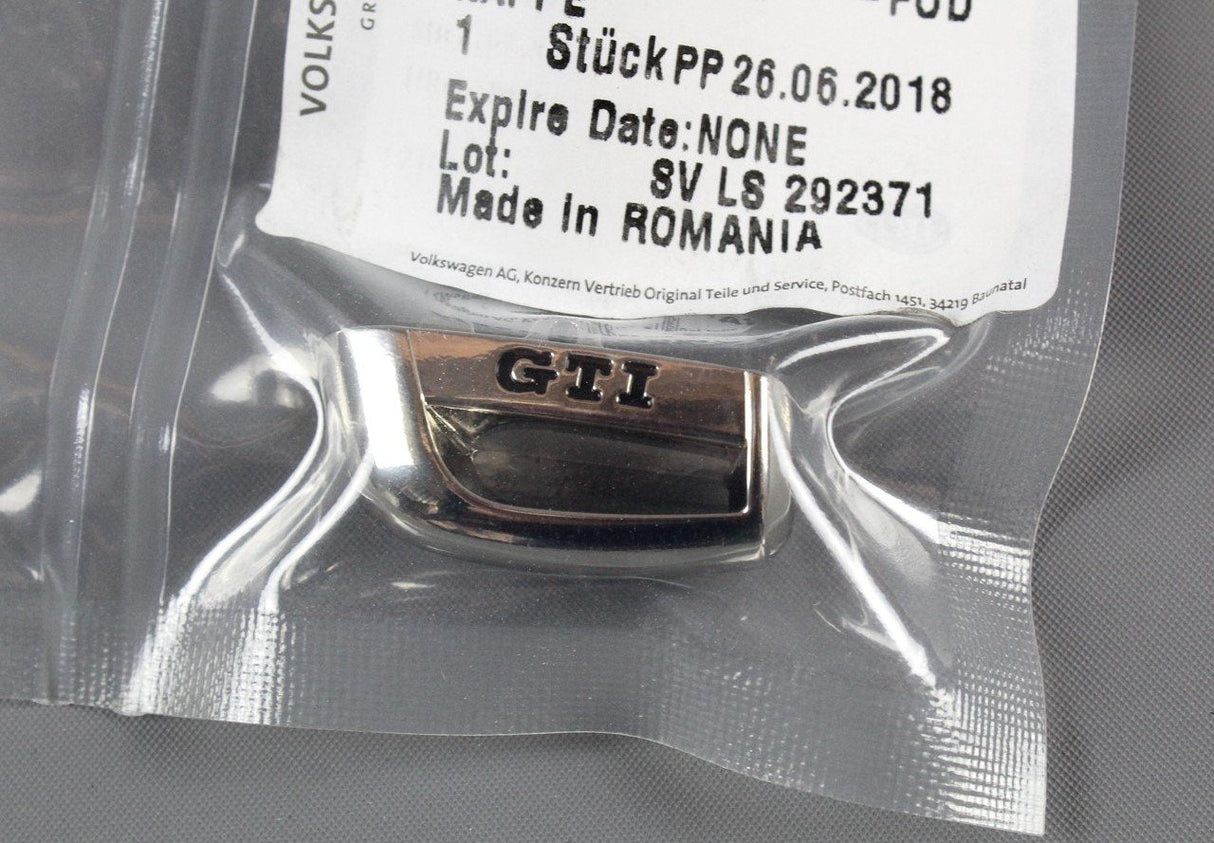 VOLKS
GR
1 Stück PP 26.06.2018
Expire Date:NONE
Lot: SV LS 292371
Made in ROMANIA
Volkswagen AG, Konzern Vertrieb Original Teile und Service, Postfach 1451, 34219 Baunatal
GTI